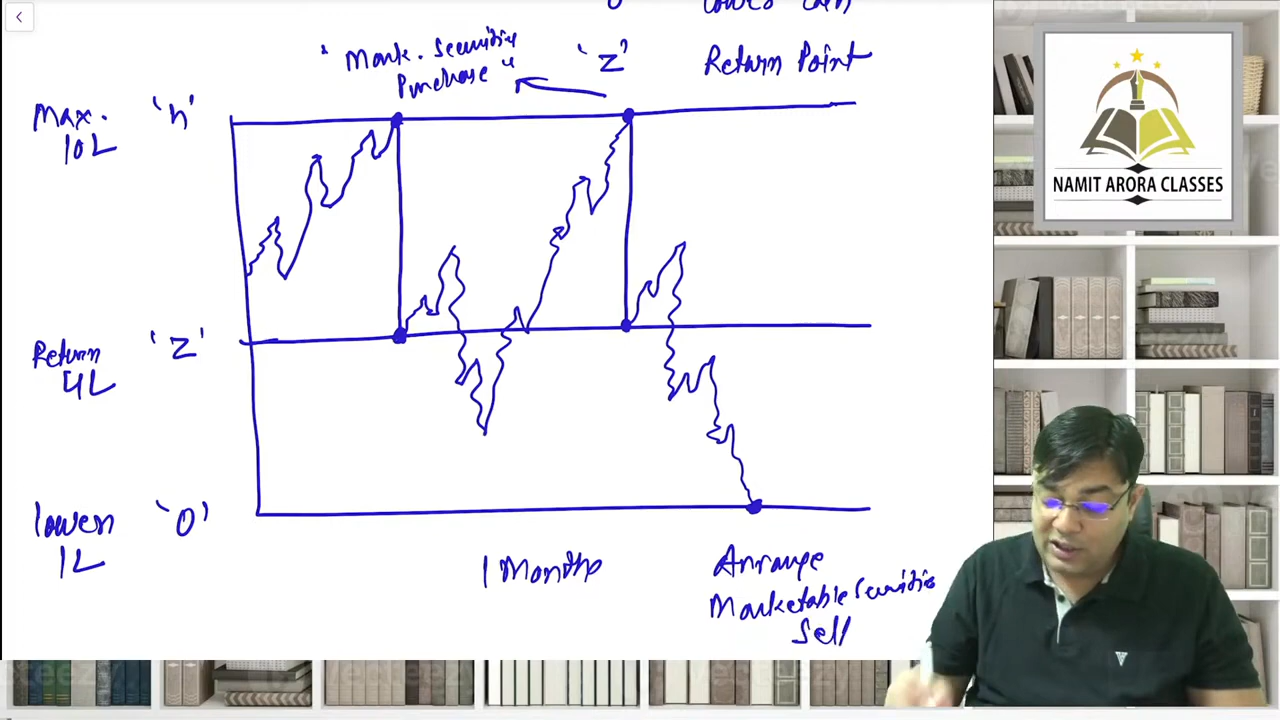 'Z' Return Point
' Mark. Securities
Purchase "
Max. 'h'
10L
NAMIT ARORA CLASSES
Return 'Z'
4L
lower 'O'
1L
1 Months
Arrange
Marketable Securities
Sell